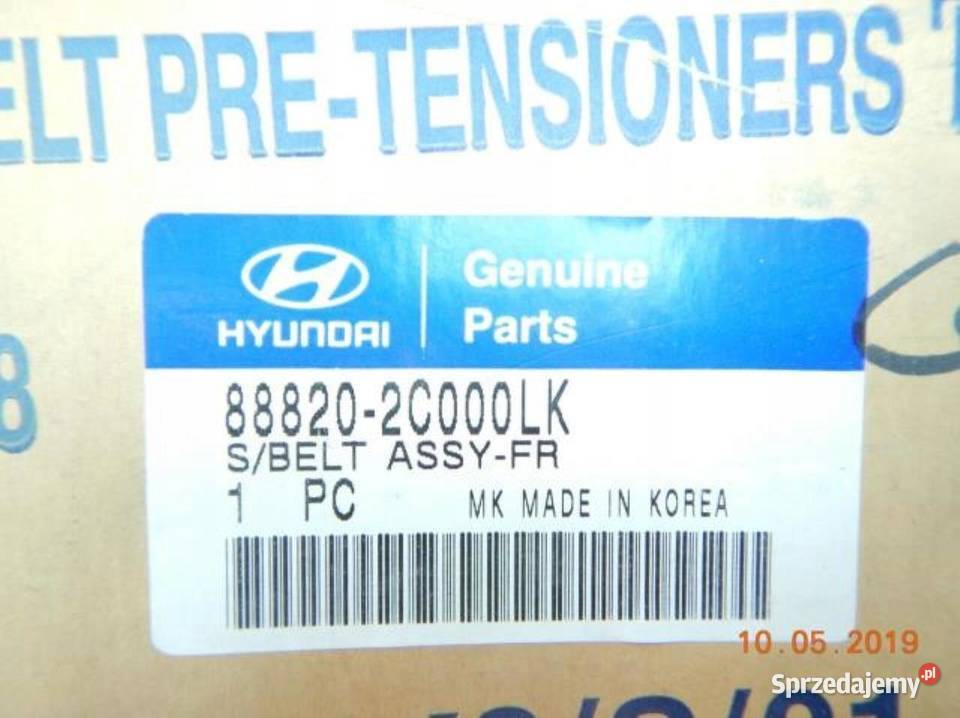 ELT PRE-TENSIONERS
HYUNDAI
Genuine
Parts
8
88820-2C000LK
S/BELT ASSY-FR
1 PC MK MADE IN KOREA
10.05.2019
Sprzedajemy.pl